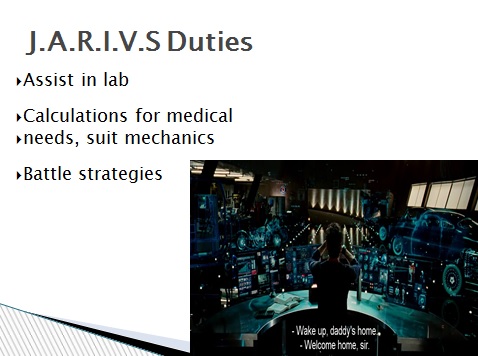 J.A.R.I.V.S Duties
Assist in lab
Calculations for medical
needs, suit mechanics
Battle strategies
- Wake up, daddy's home.
- Welcome home, sir.